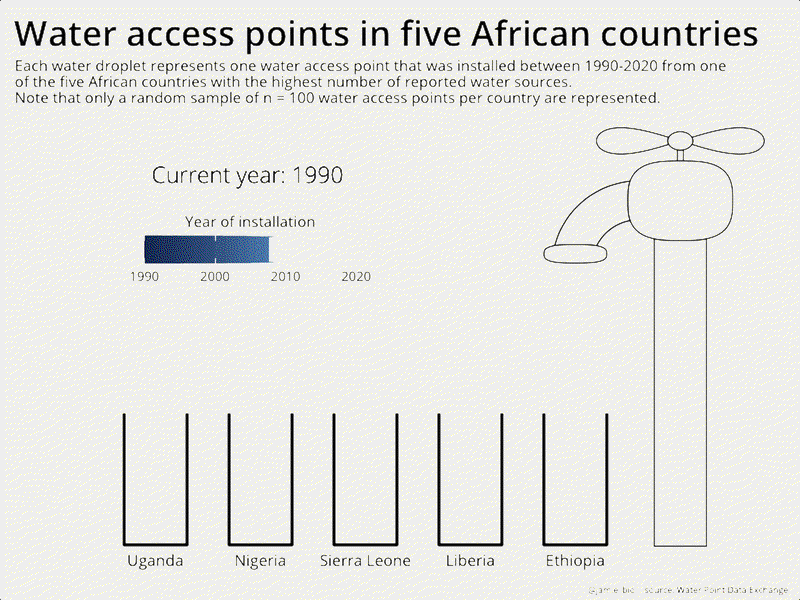 Water access points in five African countries
Each water droplet represents one water access point that was installed between 1990-2020 from one
of the five African countries with the highest number of reported water sources.
Note that only a random sample of n = 100 water access points per country are represented.
Current year: 1990
Year of installation
1990 2000 2010 2020
Uganda Nigeria Sierra Leone Liberia Ethiopia
source: Water Point Data Exchange